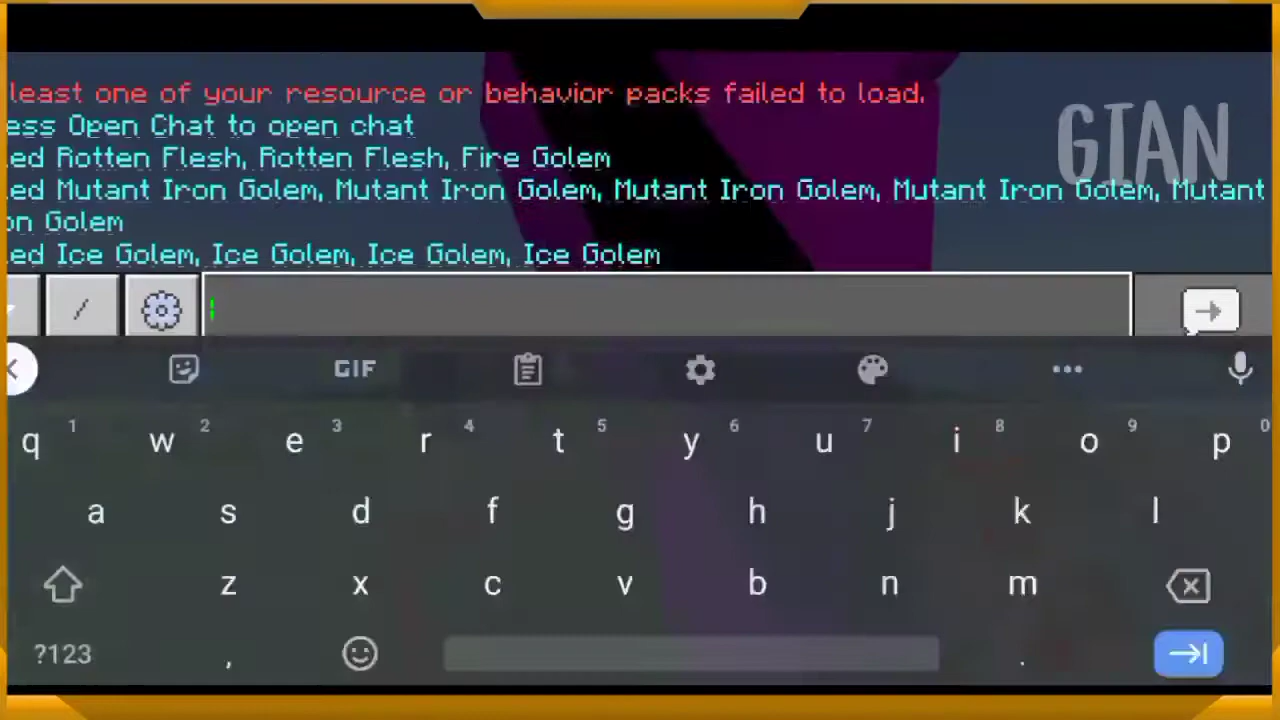 least one of your resource or behavior packs failed to load.
ess Open Chat to open chat
led Rotten Flesh, Rotten Flesh, Fire Golem
led Mutant Iron Golem, Mutant Iron Golem, Mutant Iron Golem, Mutant Iron Golem, Mutant
on Golem
led Ice Golem, Ice Golem, Ice Golem, Ice Golem
GIAN
/
GIF
q 1 w 2 e 3 r 4 t 5 y 6 u 7 i 8 o 9 p 0
a s d f g h j k l
z x c v b n m
?123 , .